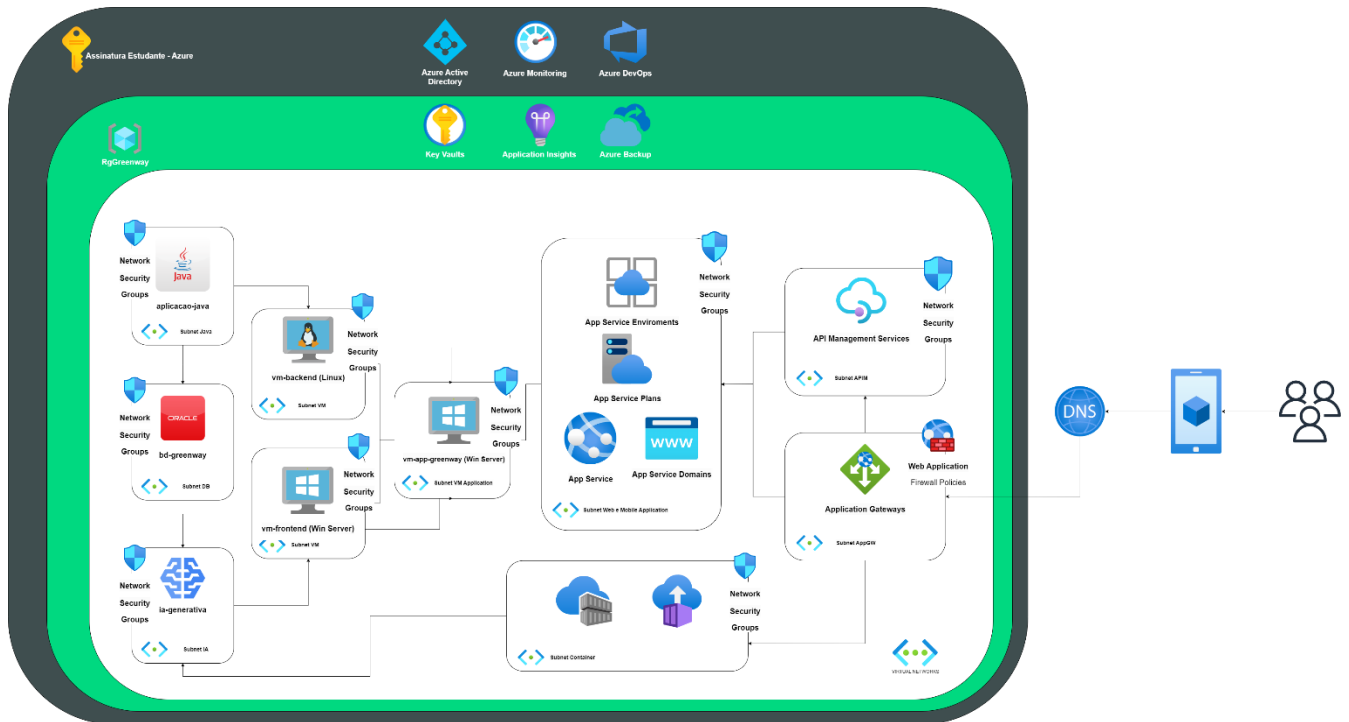 Assinatura Estudante - Azure
Azure Active
Directory
Azure Monitoring
Azure DevOps
RgGreenway
Key Vaults
Application Insights
Azure Backup
Network
Security
Groups
Java
aplicacao-java
Subnet Java
Network
Security
Groups
vm-backend (Linux)
Subnet VM
Network
Security
Groups
ORACLE
bd-greenway
Subnet DB
Network
Security
Groups
vm-frontend (Win Server)
Subnet VM
Network
Security
Groups
vm-app-greenway (Win Server)
Subnet VM Application
Network
Security
Groups
ia-generativa
Subnet IA
Network
Security
Groups
App Service Enviroments
App Service Plans
App Service
www
App Service Domains
Subnet Web e Mobile Application
Network
Security
Groups
API Management Services
Subnet APIM
Web Application
Firewall Policies
Application Gateways
Subnet AppGW
Network
Security
Groups
Subnet Container
VIRTUAL NETWORKS
DNS